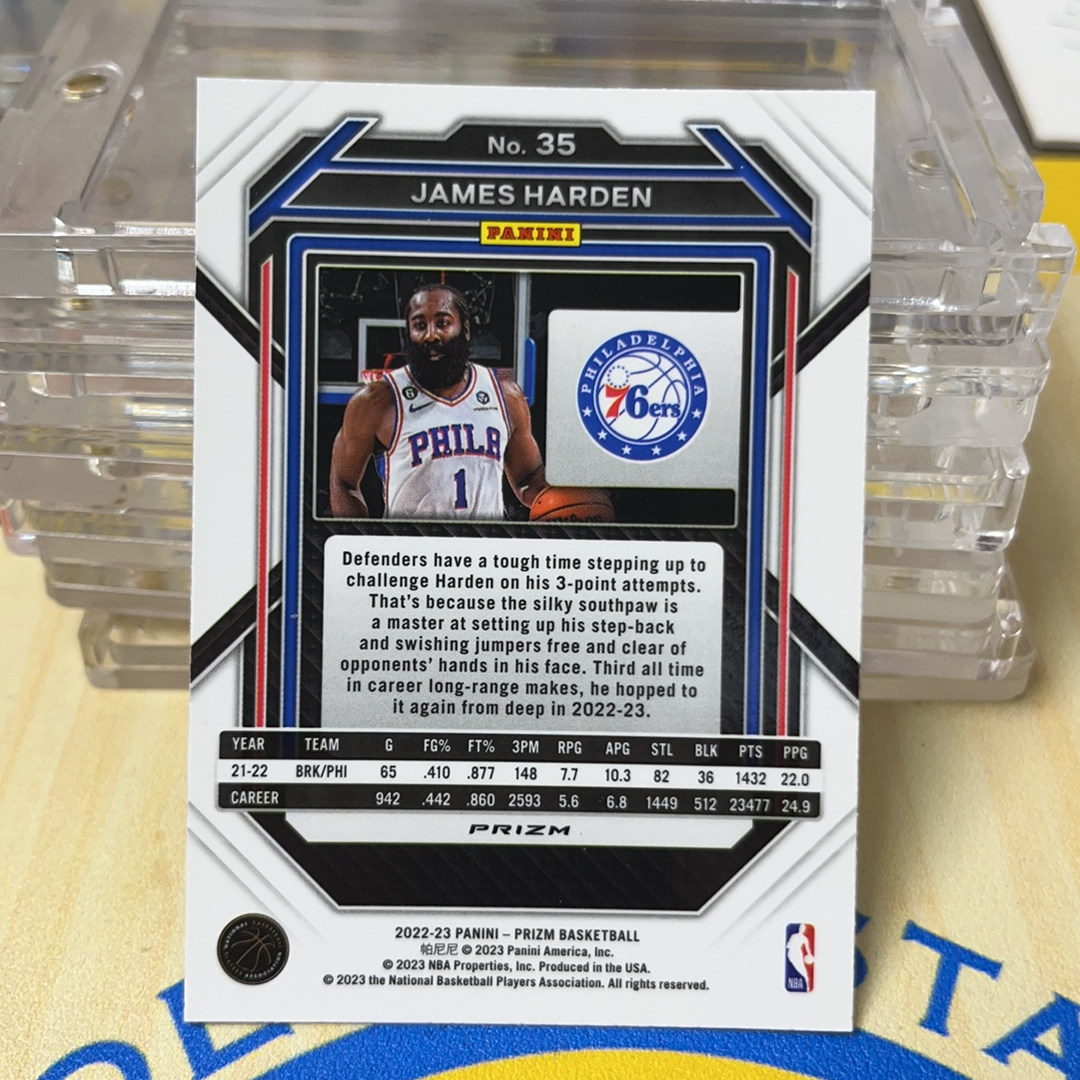 No. 35
JAMES HARDEN
PANINI
PHILADELPHIA
76ers
6
PHILA
1
Defenders have a tough time stepping up to
challenge Harden on his 3-point attempts.
That's because the silky southpaw is
a master at setting up his step-back
and swishing jumpers free and clear of
opponents' hands in his face. Third all time
in career long-range makes, he hopped to
it again from deep in 2022-23.
YEAR TEAM G FG% FT% 3PM RPG APG STL BLK PTS PPG
21-22 BRK/PHI 65 .410 .877 148 7.7 10.3 82 36 1432 22.0
CAREER 942 .442 .860 2593 5.6 6.8 1449 512 23477 24.9
PRIZM
2022-23 PANINI – PRIZM BASKETBALL
帕尼尼 © 2023 Panini America, Inc.
© 2023 NBA Properties, Inc. Produced in the USA.
© 2023 the National Basketball Players Association. All rights reserved.
NATIONAL BASKETBALL
PLAYERS ASSOCIATION
NBA